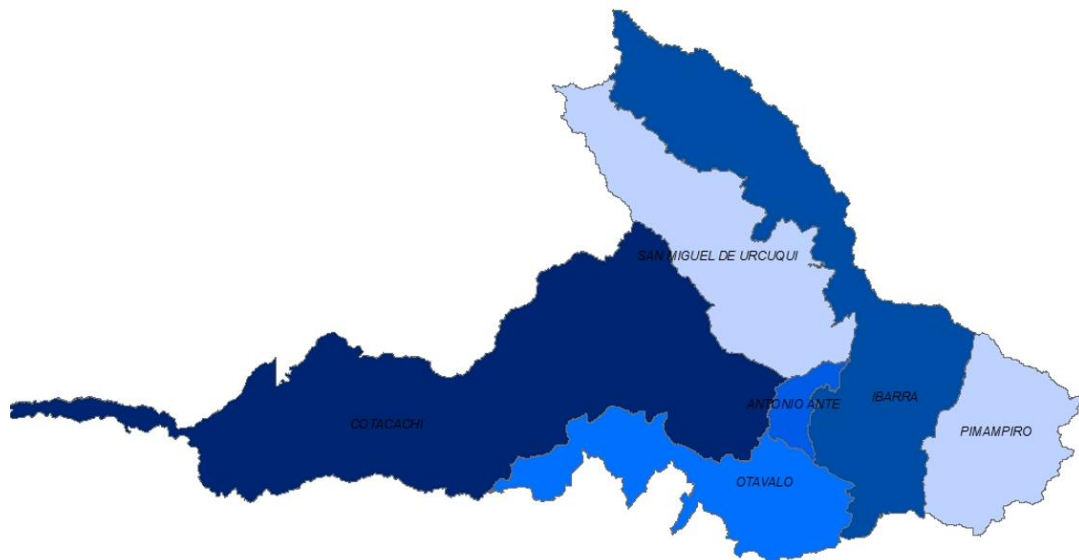 SAN MIGUEL DE URCUQUI
IBARRA
ANTONIO ANTE
COTACACHI
PIMAMPIRO
OTAVALO